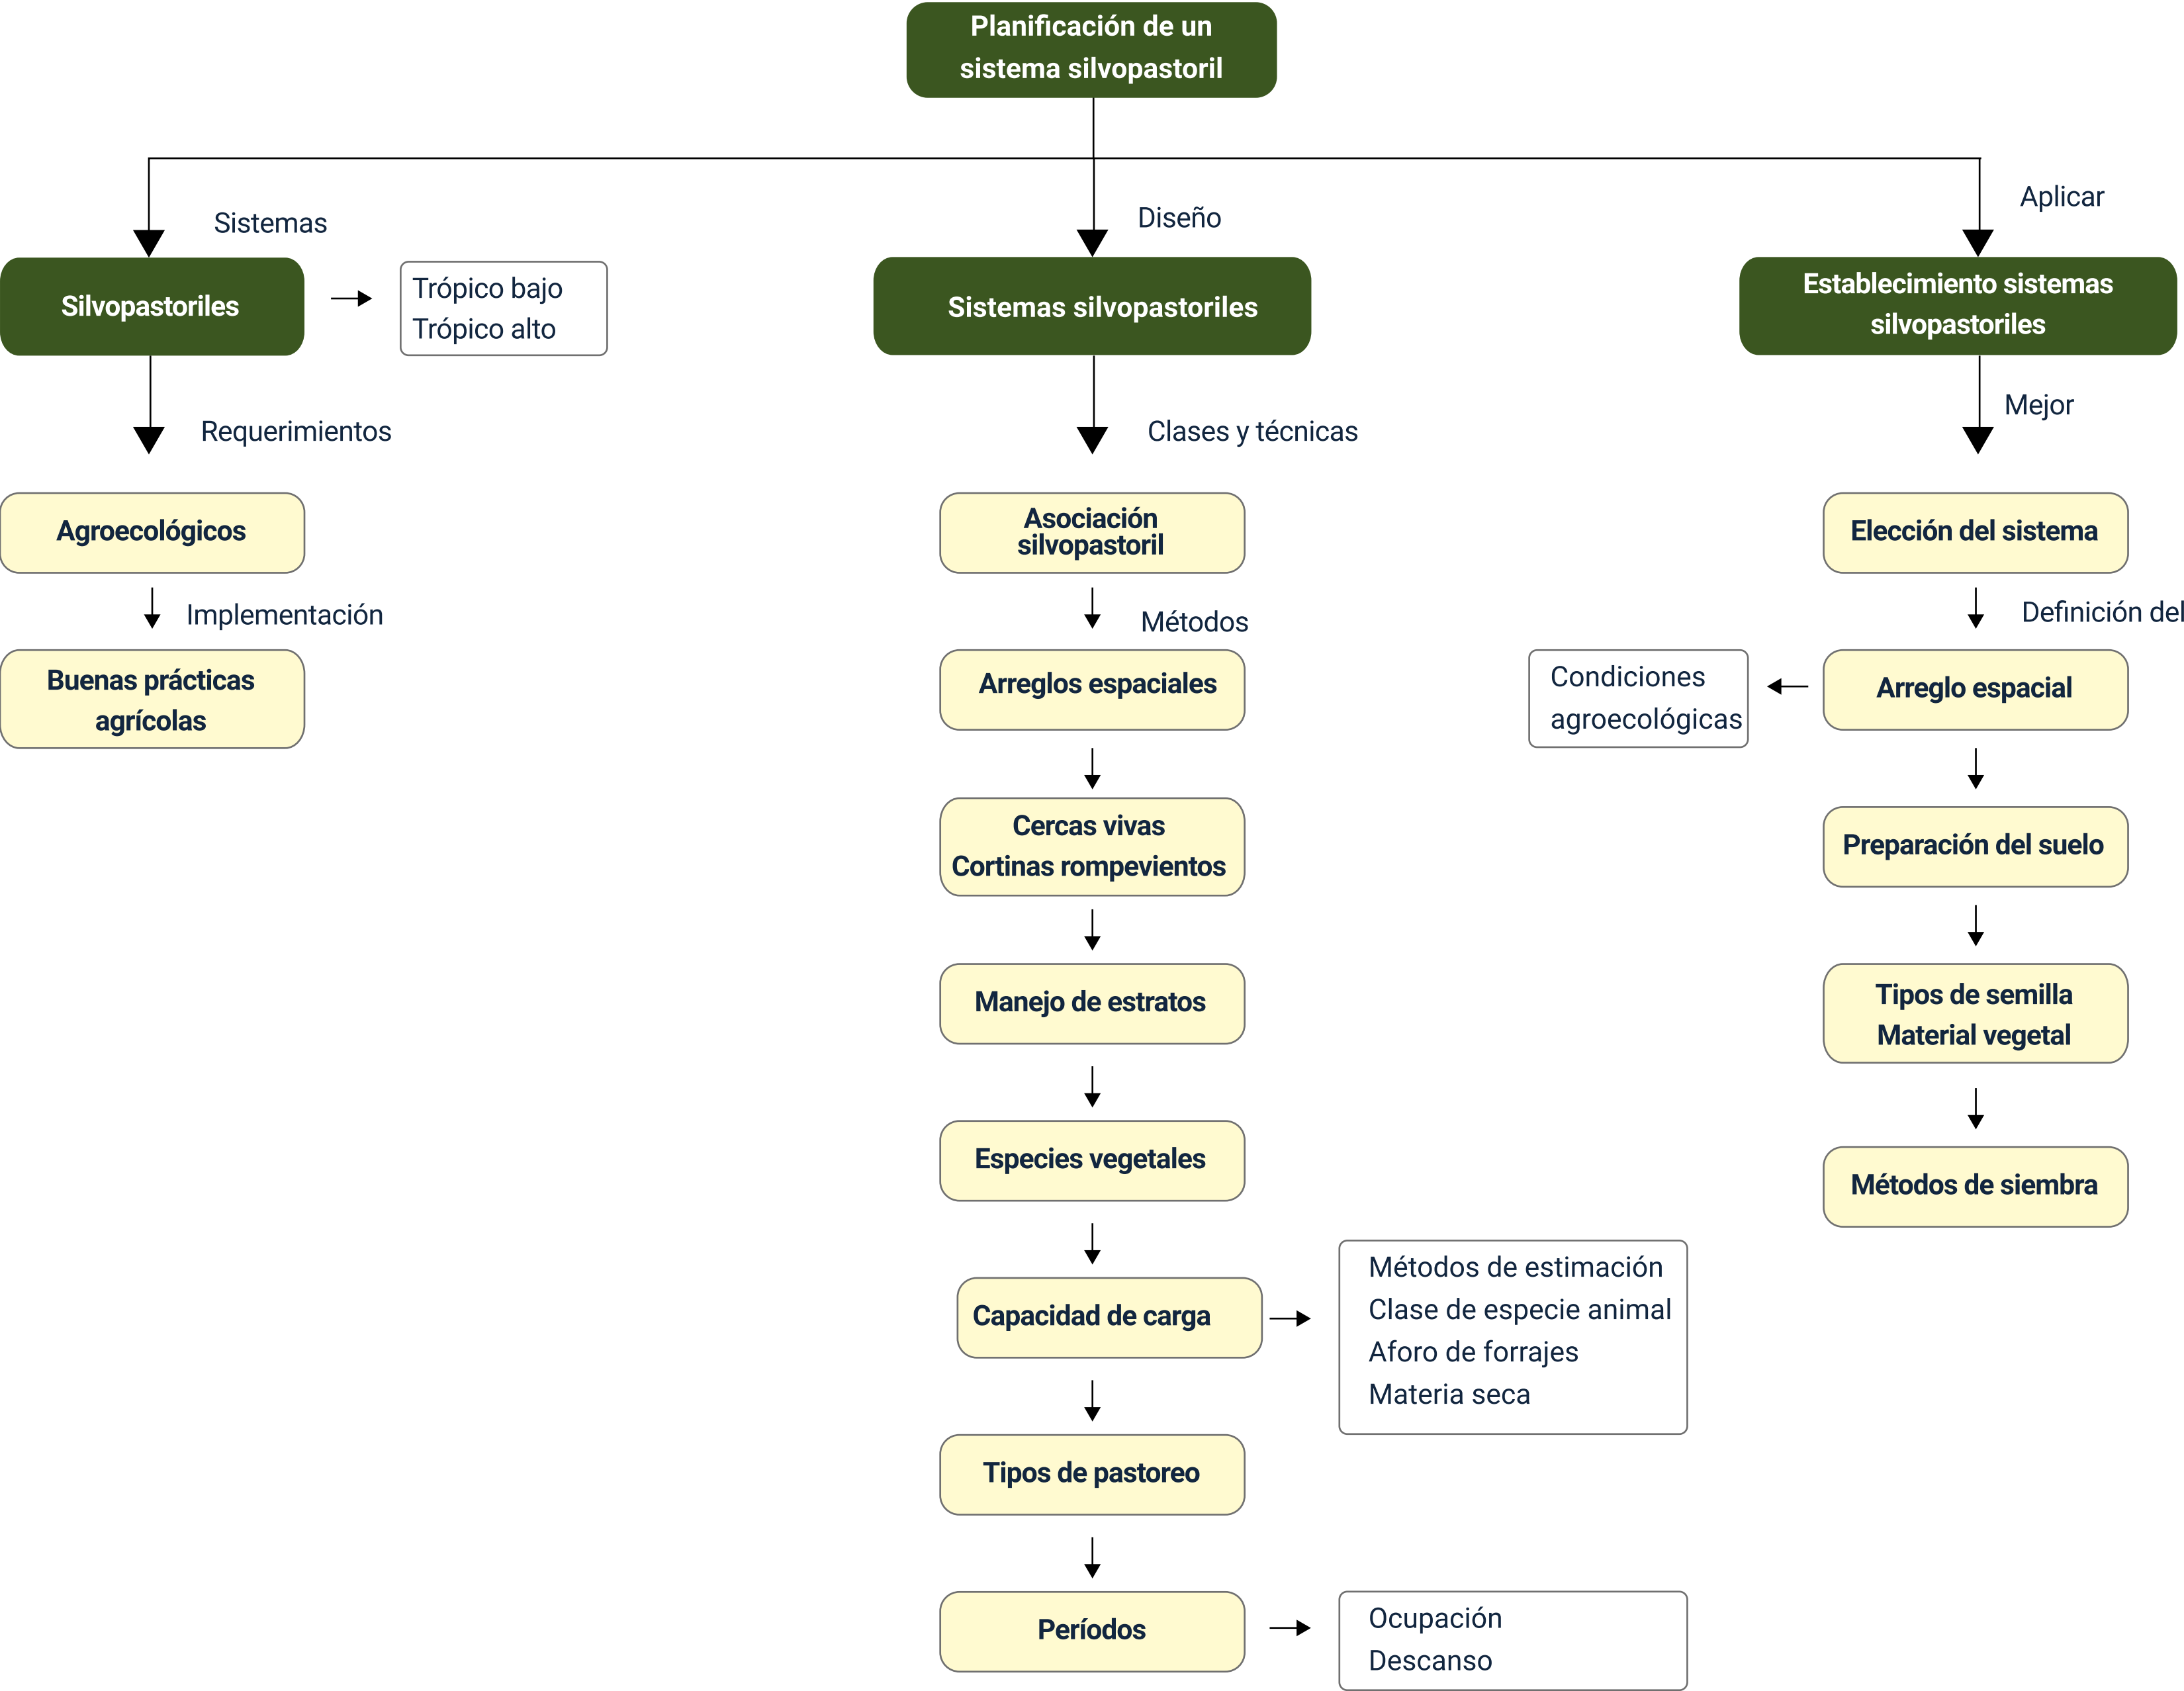 Planificación de un
sistema silvopastoril
Sistemas
Silvopastoriles
Trópico bajo
Trópico alto
Requerimientos
Agroecológicos
Implementación
Buenas prácticas
agrícolas
Diseño
Sistemas silvopastoriles
Clases y técnicas
Asociación
silvopastoril
Métodos
Arreglos espaciales
Cercas vivas
Cortinas rompevientos
Manejo de estratos
Especies vegetales
Capacidad de carga
Métodos de estimación
Clase de especie animal
Aforo de forrajes
Materia seca
Tipos de pastoreo
Períodos
Ocupación
Descanso
Aplicar
Establecimiento sistemas
silvopastoriles
Mejor
Elección del sistema
Definición del
Arreglo espacial
Condiciones
agroecológicas
Preparación del suelo
Tipos de semilla
Material vegetal
Métodos de siembra